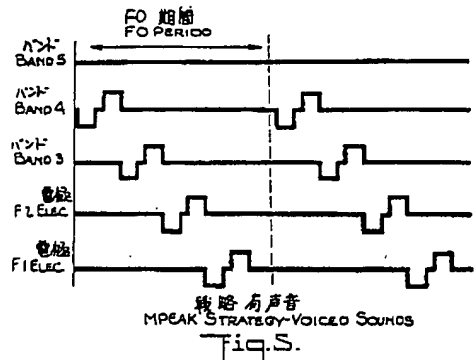 F0 期間
F0 PERIOD
バンド
BAND 5
バンド
BAND 4
バンド
BAND 3
電極
F2 ELEC
電極
F1 ELEC
戦略 有声音
MPEAK STRATEGY-VOICED SOUNDS
Fig.5.